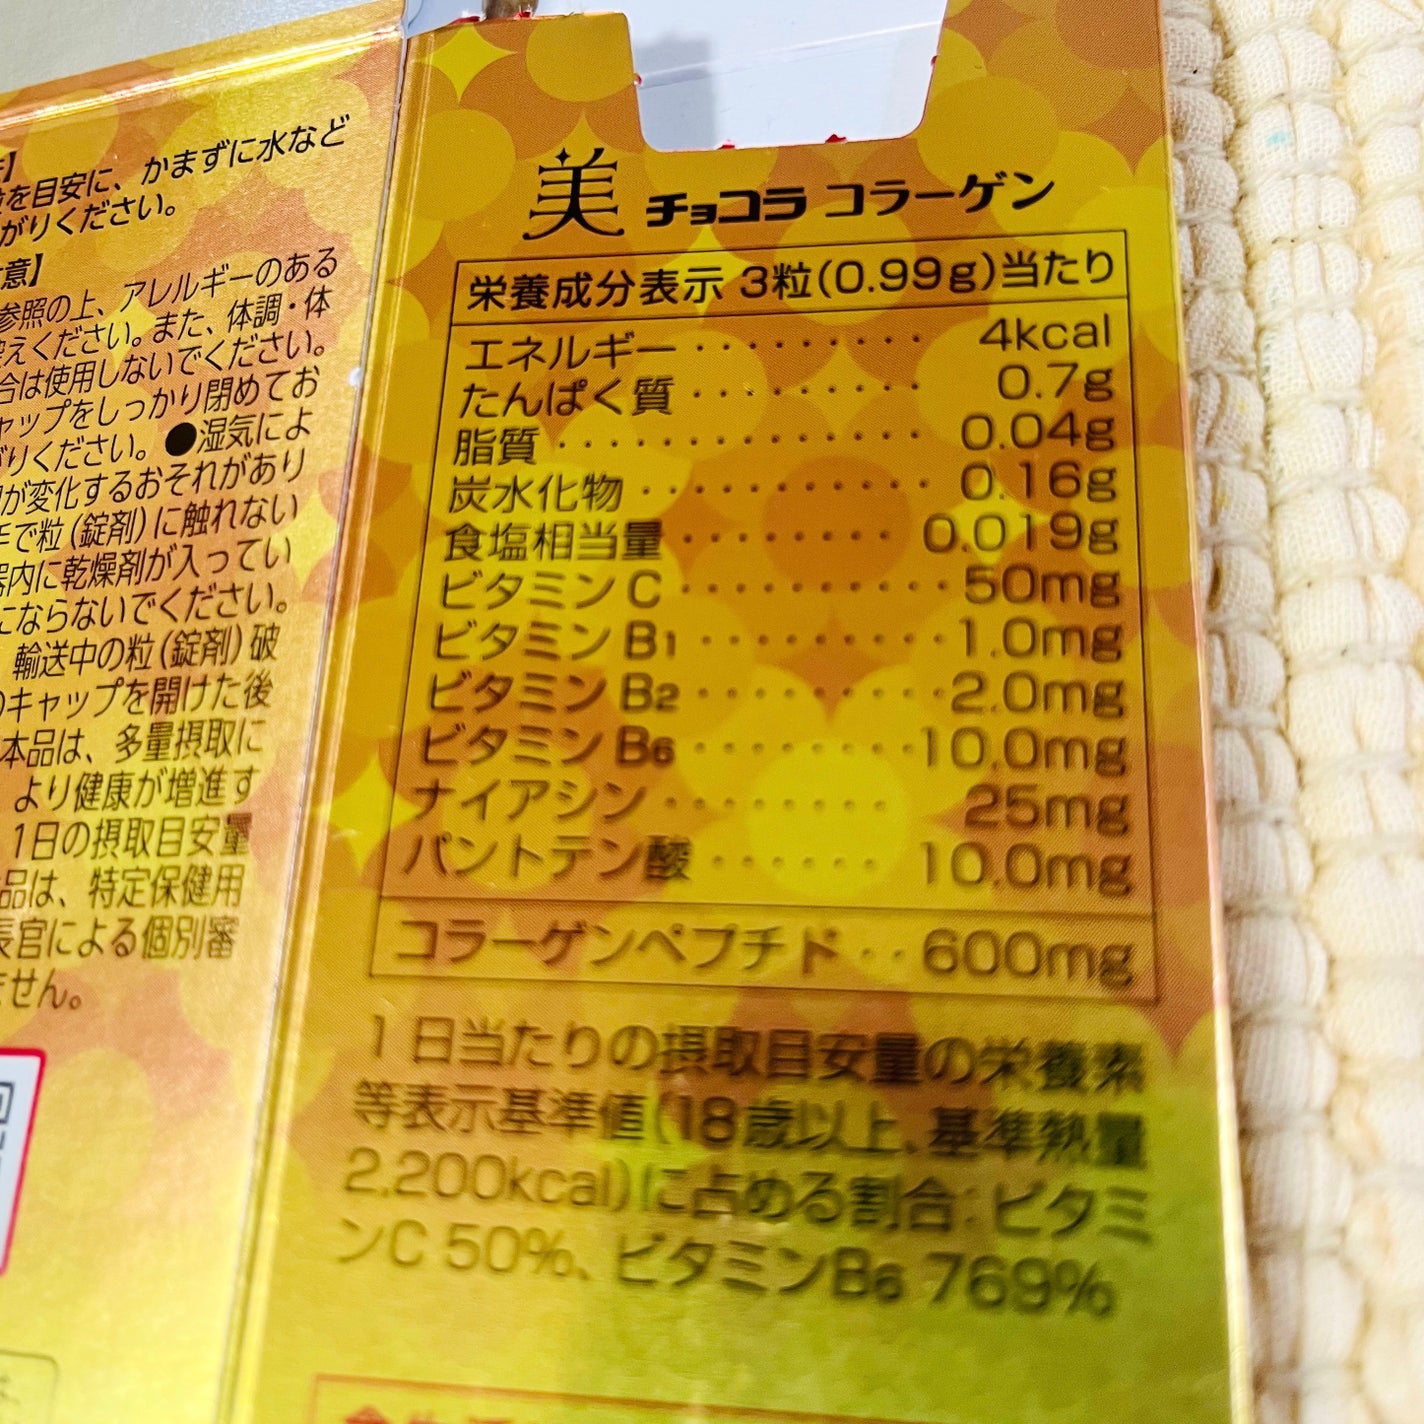 を目安に、かまずに水など
がりください。
意】
参照の上、アレルギーのある
えください。また、体調・体
合は使用しないでください。
ャップをしっかり閉めてお
りください。●湿気によ
が変化するおそれがあり
手で粒(錠剤)に触れない
器内に乾燥剤が入ってい
にならないでください。
輸送中の粒(錠剤)破
のキャップを開けた後
本品は、多量摂取に
より健康が増進す
1日の摂取目安量
品は、特定保健用
長官による個別審
せん。
美 チョコラ コラーゲン
栄養成分表示 3粒(0.99g)当たり
エネルギー・・・・・・・・・ 4kcal
たんぱく質・・・・・・・・・ 0.7g
脂質・・・・・・・・・・・・・・ 0.04g
炭水化物・・・・・・・・・・・ 0.16g
食塩相当量・・・・・・・・ 0.019g
ビタミンC・・・・・・・・・・50mg
ビタミンB1・・・・・・・・・1.0mg
ビタミンB2・・・・・・・・・2.0mg
ビタミンB6・・・・・・・・10.0mg
ナイアシン・・・・・・・・ 25mg
パントテン酸・・・・・・ 10.0mg
コラーゲンペプチド・・600mg
1日当たりの摂取目安量の栄養素
等表示基準値(18歳以上、基準熱量
2,200kcal)に占める割合：ビタミ
ンC 50%、ビタミンB6 769%